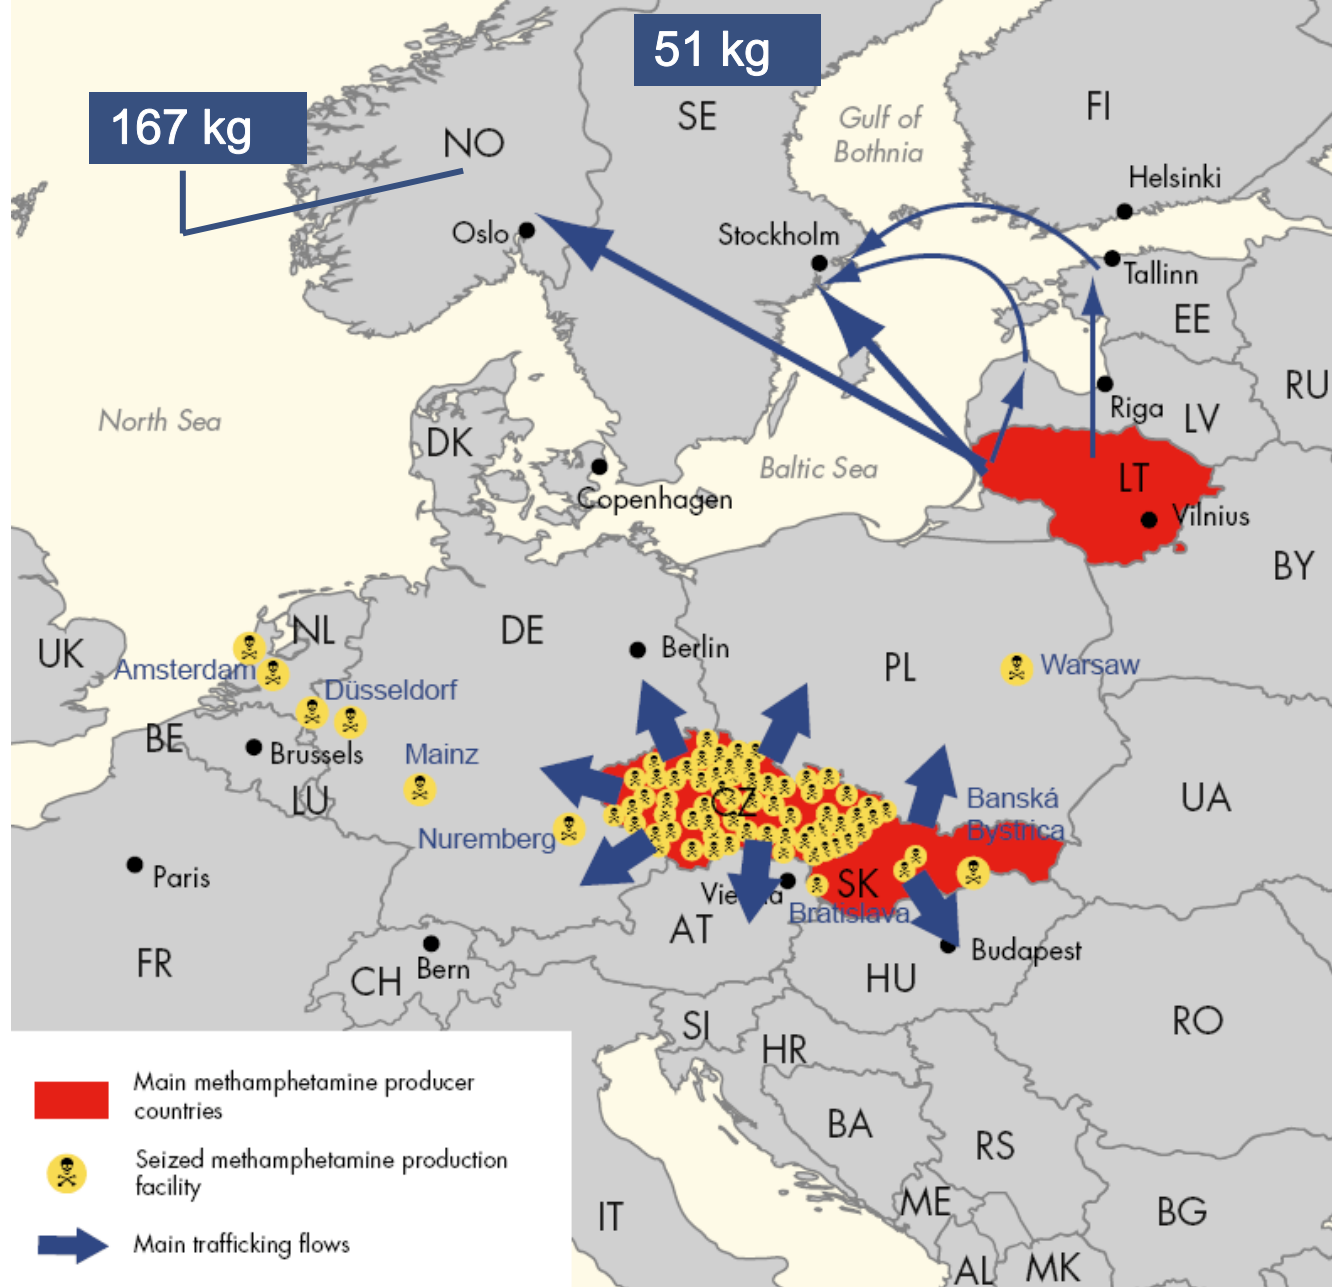 51 kg
167 kg
SE
FI
NO
Gulf of
Bothnia
Helsinki
Oslo
Stockholm
Tallinn
EE
RU
Riga
LV
North Sea
DK
Baltic Sea
LT
Copenhagen
Vilnius
BY
NL
DE
UK
Amsterdam
Berlin
PL
Warsaw
Düsseldorf
BE
Brussels
Mainz
LU
CZ
UA
Banská
Bystrica
Nuremberg
Paris
Vienna
SK
Bratislava
AT
Budapest
FR
CH
Bern
HU
SI
HR
RO
BA
RS
ME
BG
IT
AL
MK
Main methamphetamine producer
countries
Seized methamphetamine production
facility
Main trafficking flows